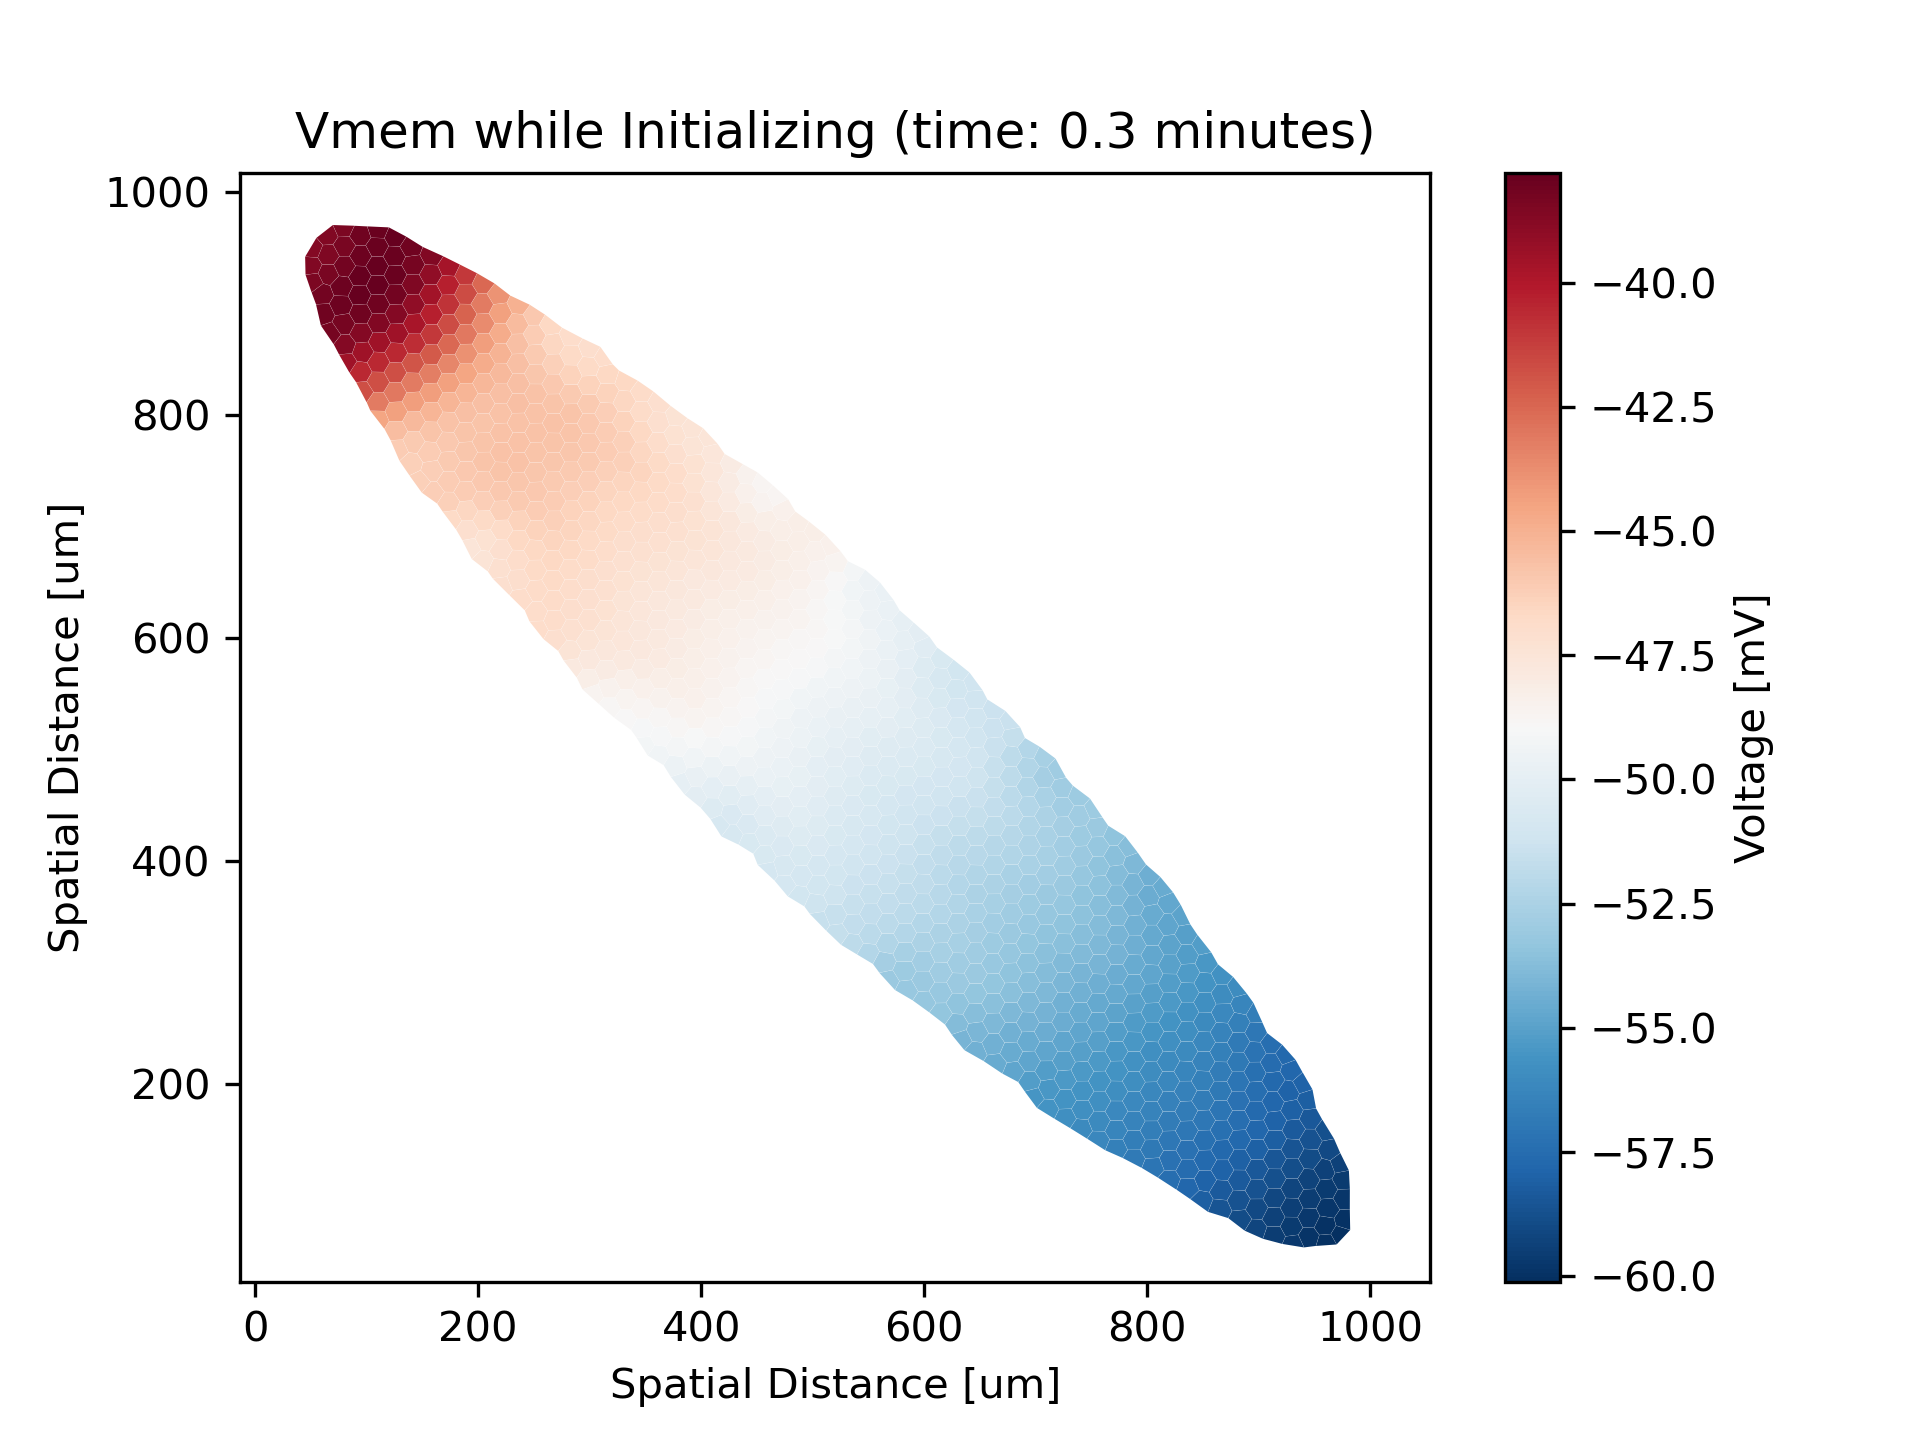 Vmem while Initializing (time: 0.3 minutes)
Spatial Distance [um]
1000
800
600
400
200
0 200 400 600 800 1000
Spatial Distance [um]
−40.0
−42.5
−45.0
−47.5
−50.0
−52.5
−55.0
−57.5
−60.0
Voltage [mV]